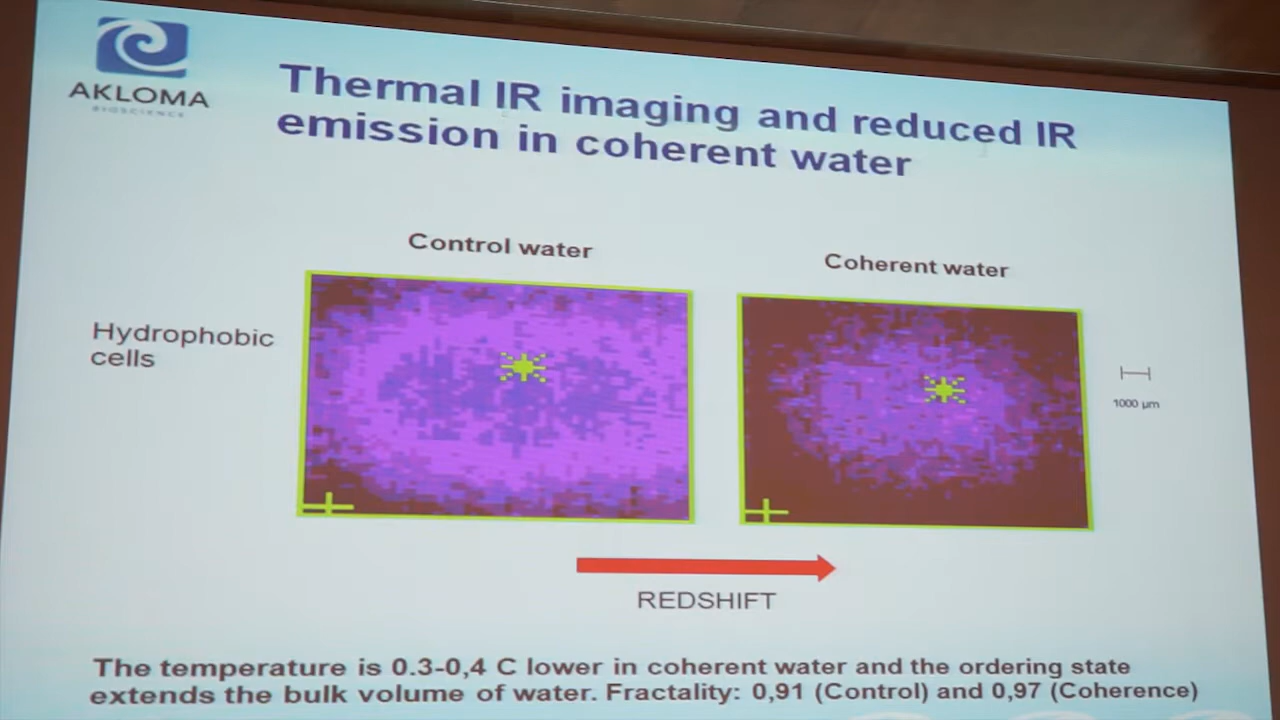 AKLOMA
BIOSCIENCE
Thermal IR imaging and reduced IR
emission in coherent water
Control water
Coherent water
Hydrophobic
cells
1000 µm
REDSHIFT
The temperature is 0.3-0,4 C lower in coherent water and the ordering state
extends the bulk volume of water. Fractality: 0,91 (Control) and 0,97 (Coherence)